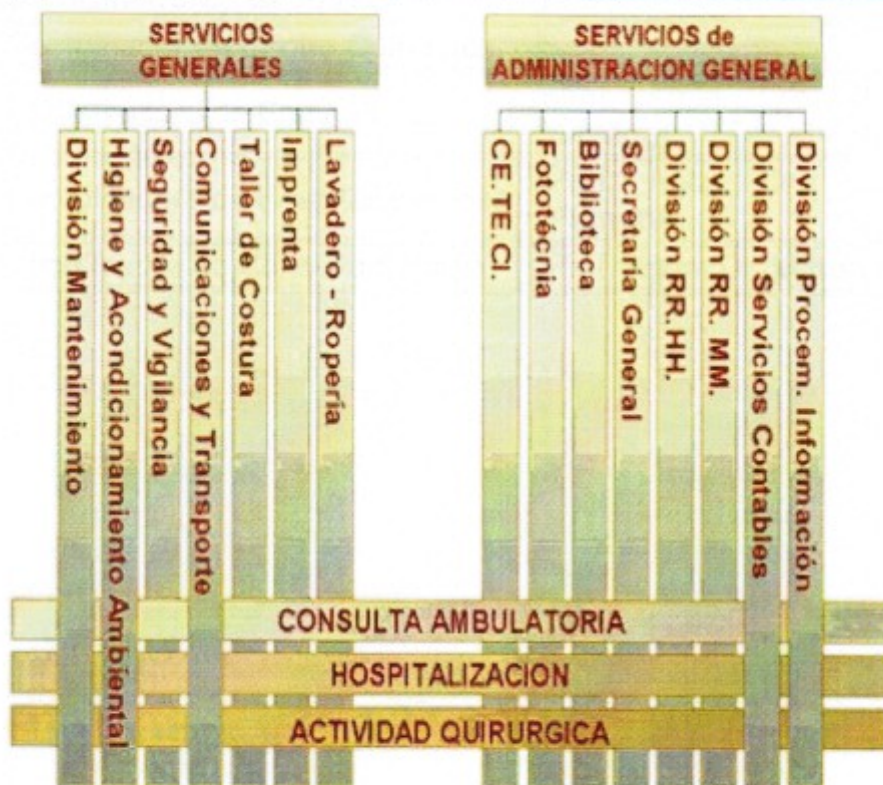 SERVICIOS
GENERALES
División Mantenimiento
Higiene y Acondicionamiento Ambiental
Seguridad y Vigilancia
Comunicaciones y Transporte
Taller de Costura
Imprenta
Lavadero - Ropería
SERVICIOS de
ADMINISTRACION GENERAL
CE.TE.CI.
Fototécnia
Biblioteca
Secretaría General
División RR.HH.
División RR. MM.
División Servicios Contables
División Procem. Información
CONSULTA AMBULATORIA
HOSPITALIZACION
ACTIVIDAD QUIRURGICA